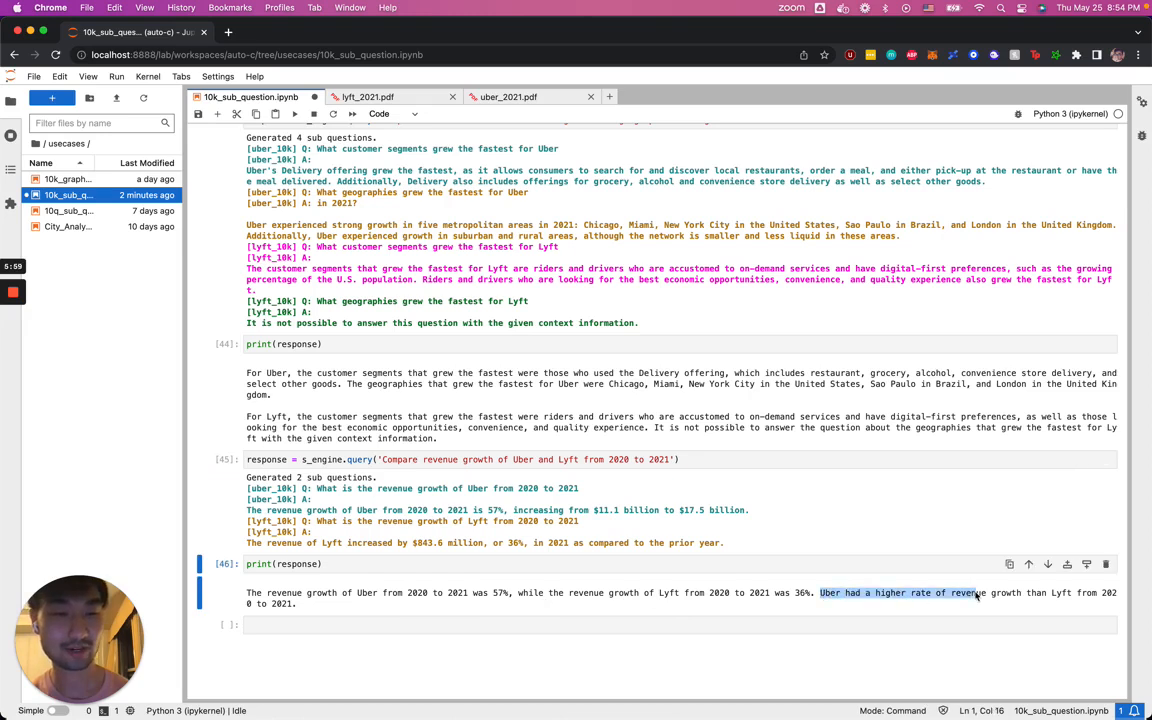 Chrome File Edit View History Bookmarks Profiles Tab Window Help zoom Thu May 25 8:54 PM
10k_sub_ques... (auto-c) - Jup
localhost:8888/lab/workspaces/auto-c/tree/usecases/10k_sub_question.ipynb
File Edit View Run Kernel Tabs Settings Help
10k_sub_question.ipynb lyft_2021.pdf uber_2021.pdf
Code Python 3 (ipykernel)
Filter files by name
/ usecases /
Name Last Modified
10k_graph... a day ago
10k_sub_q... 2 minutes ago
10q_sub_q... 7 days ago
City_Analy... 10 days ago
5:59
Generated 4 sub questions.
[uber_10k] Q: What customer segments grew the fastest for Uber
[uber_10k] A:
Uber's Delivery offering grew the fastest, as it allows consumers to search for and discover local restaurants, order a meal, and either pick-up at the restaurant or have th
e meal delivered. Additionally, Delivery also includes offerings for grocery, alcohol and convenience store delivery as well as select other goods.
[uber_10k] Q: What geographies grew the fastest for Uber
[uber_10k] A: in 2021?
Uber experienced strong growth in five metropolitan areas in 2021: Chicago, Miami, New York City in the United States, Sao Paulo in Brazil, and London in the United Kingdom.
Additionally, Uber experienced growth in suburban and rural areas, although the network is smaller and less liquid in these areas.
[lyft_10k] Q: What customer segments grew the fastest for Lyft
[lyft_10k] A:
The customer segments that grew the fastest for Lyft are riders and drivers who are accustomed to on-demand services and have digital-first preferences, such as the growing
percentage of the U.S. population. Riders and drivers who are looking for the best economic opportunities, convenience, and quality experience also grew the fastest for Lyf
t.
[lyft_10k] Q: What geographies grew the fastest for Lyft
[lyft_10k] A:
It is not possible to answer this question with the given context information.
[44]: print(response)
For Uber, the customer segments that grew the fastest were those who used the Delivery offering, which includes restaurant, grocery, alcohol, convenience store delivery, and
select other goods. The geographies that grew the fastest for Uber were Chicago, Miami, New York City in the United States, Sao Paulo in Brazil, and London in the United Kin
gdom.
For Lyft, the customer segments that grew the fastest were riders and drivers who are accustomed to on-demand services and have digital-first preferences, as well as those l
ooking for the best economic opportunities, convenience, and quality experience. It is not possible to answer the question about the geographies that grew the fastest for Ly
ft with the given context information.
[45]: response = s_engine.query('Compare revenue growth of Uber and Lyft from 2020 to 2021')
Generated 2 sub questions.
[uber_10k] Q: What is the revenue growth of Uber from 2020 to 2021
[uber_10k] A:
The revenue growth of Uber from 2020 to 2021 is 57%, increasing from $11.1 billion to $17.5 billion.
[lyft_10k] Q: What is the revenue growth of Lyft from 2020 to 2021
[lyft_10k] A:
The revenue of Lyft increased by $843.6 million, or 36%, in 2021 as compared to the prior year.
[46]: print(response)
The revenue growth of Uber from 2020 to 2021 was 57%, while the revenue growth of Lyft from 2020 to 2021 was 36%. Uber had a higher rate of revenue growth than Lyft from 202
0 to 2021.
[ ]:
Simple 0 1 Python 3 (ipykernel) | Idle Mode: Command Ln 1, Col 16 10k_sub_question.ipynb 1